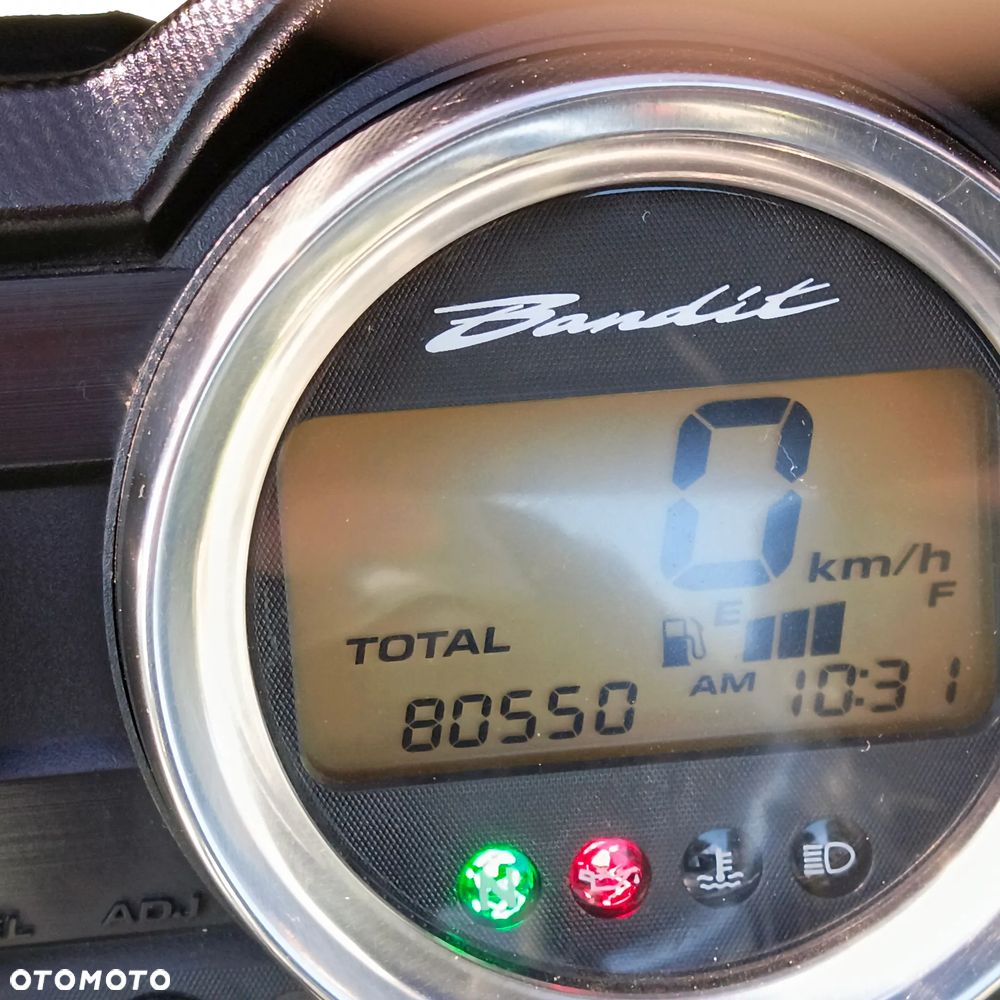 Bandit
0
km/h
E F
TOTAL
AM 10:31
80550
N
ADJ
OTOMOTO